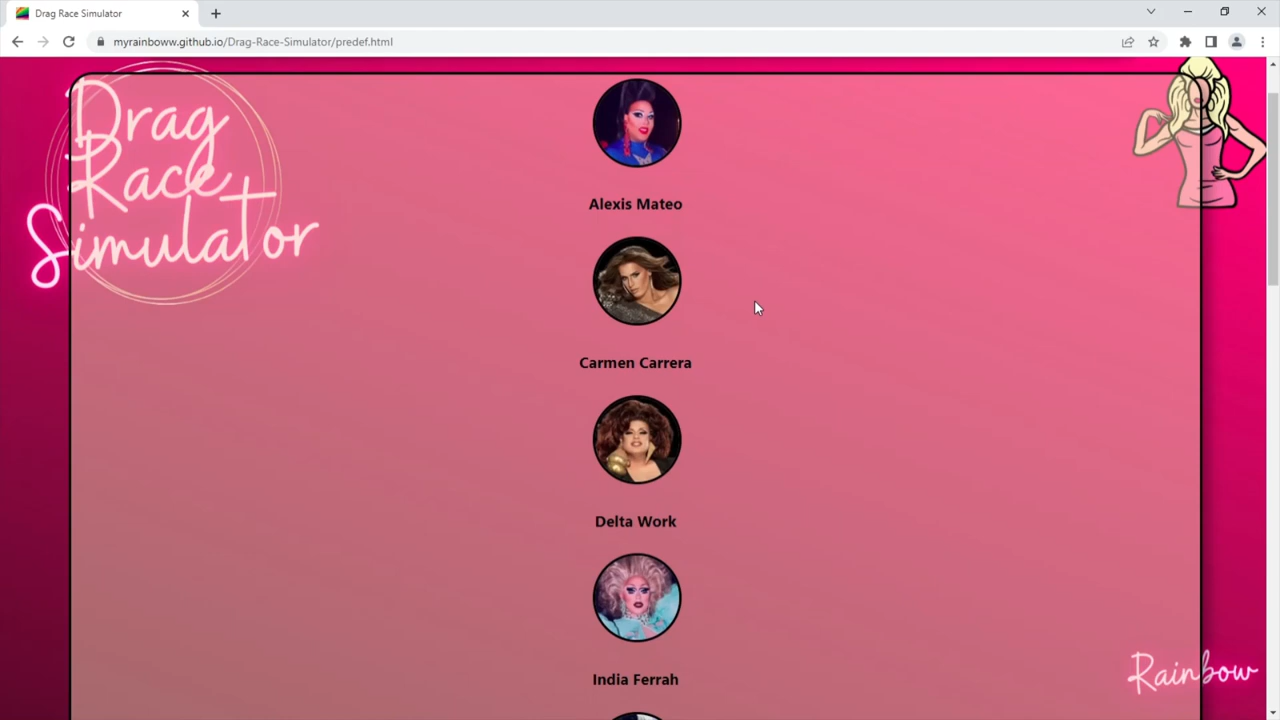 Drag Race Simulator
myrainboww.github.io/Drag-Race-Simulator/predef.html
Drag
Race
Simulator
Alexis Mateo
Carmen Carrera
Delta Work
India Ferrah
Rainbow